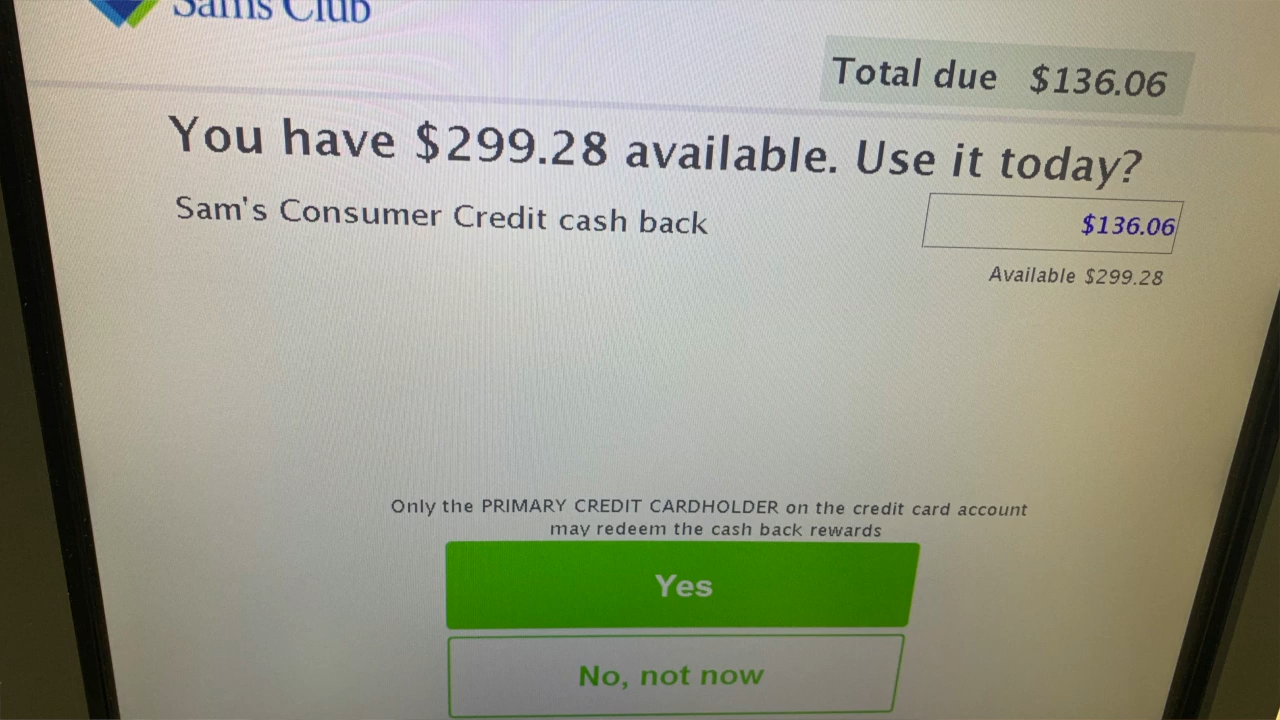 Sam's Club
Total due $136.06
You have $299.28 available. Use it today?
Sam's Consumer Credit cash back
$136.06
Available $299.28
Only the PRIMARY CREDIT CARDHOLDER on the credit card account
may redeem the cash back rewards
Yes
No, not now